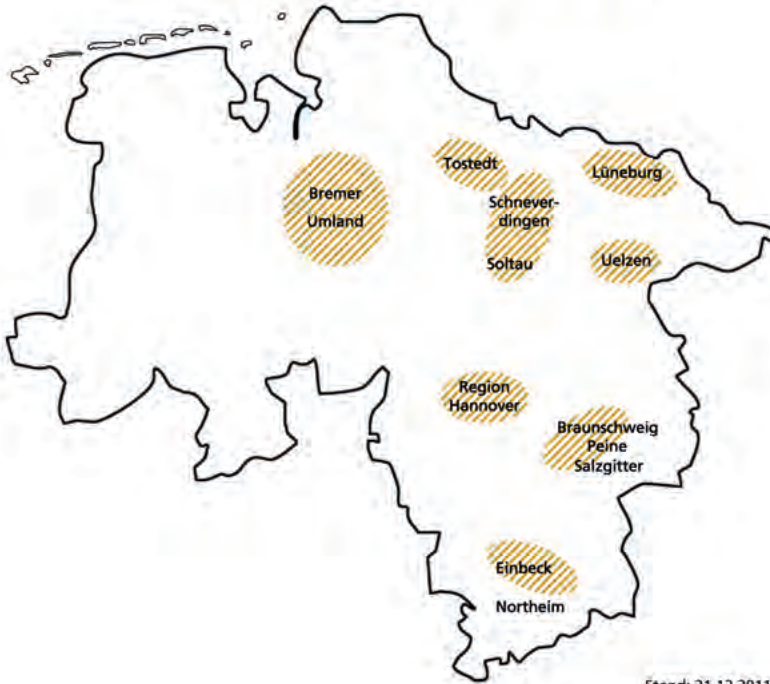 Tostedt
Lüneburg
Bremer
Umland
Schnever-
dingen
Soltau
Uelzen
Region
Hannover
Braunschweig
Peine
Salzgitter
Einbeck
Northeim